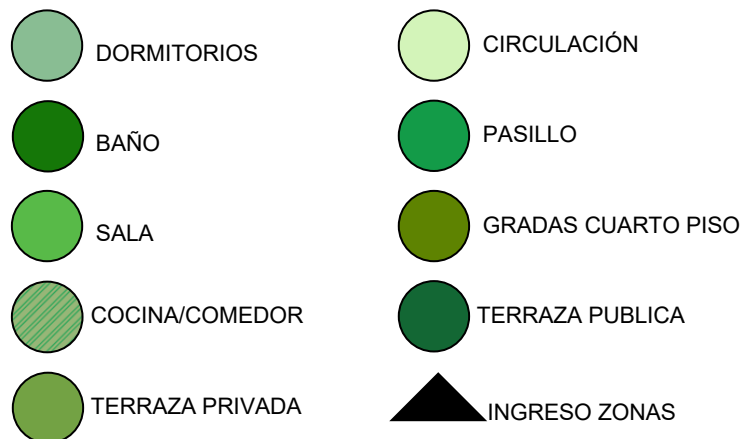 DORMITORIOS
BAÑO
SALA
COCINA/COMEDOR
TERRAZA PRIVADA
CIRCULACIÓN
PASILLO
GRADAS CUARTO PISO
TERRAZA PUBLICA
INGRESO ZONAS